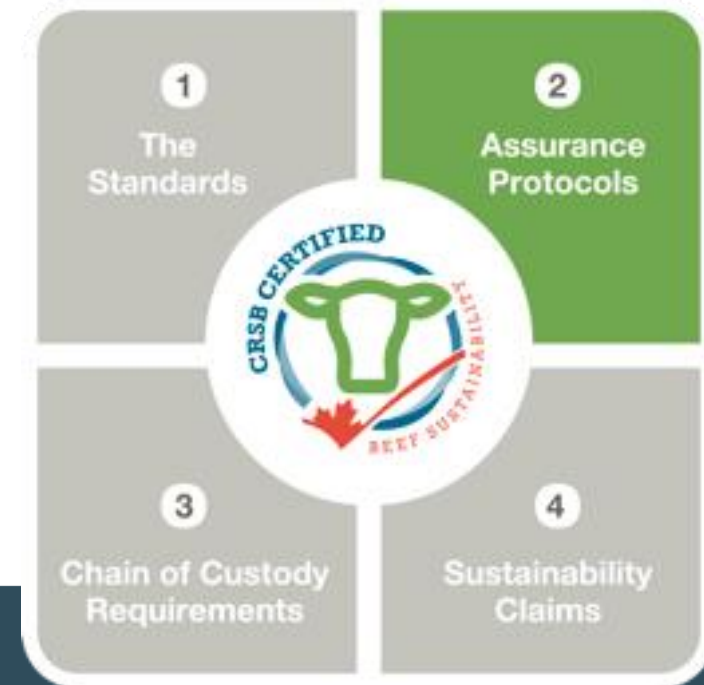 1
The
Standards
2
Assurance
Protocols
CRSB CERTIFIED
BEEF SUSTAINABILITY
3
Chain of Custody
Requirements
4
Sustainability
Claims